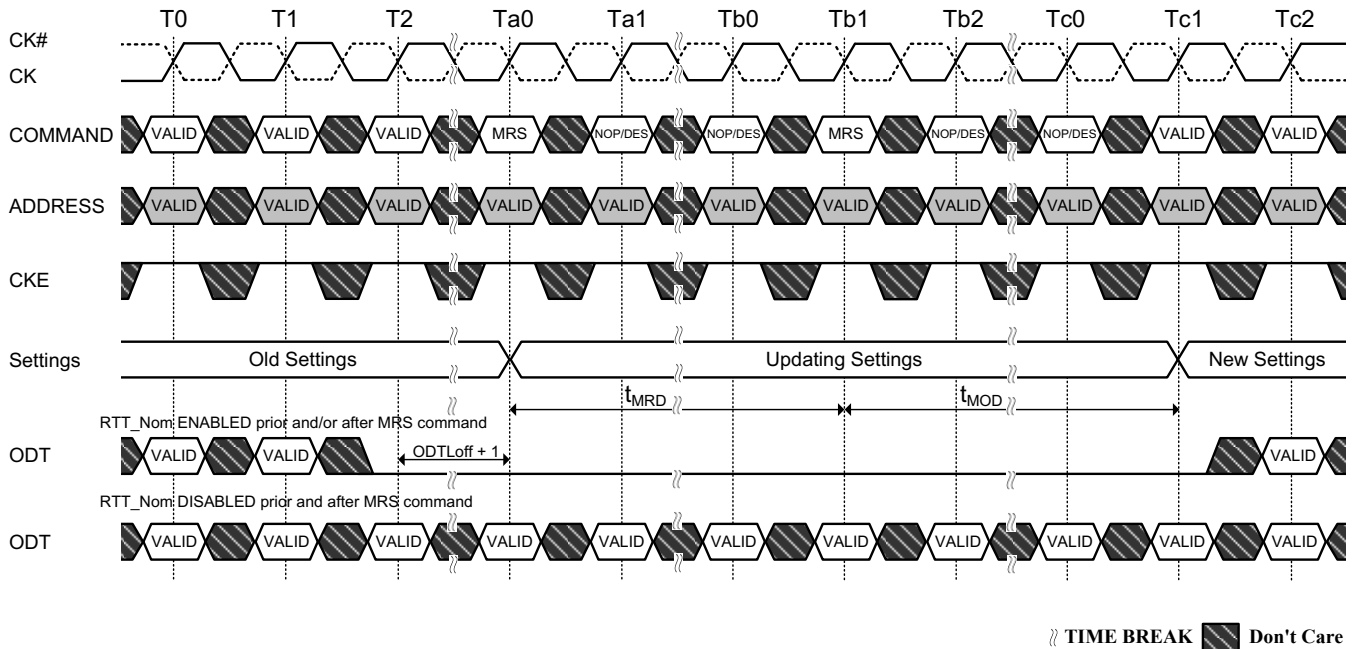 T0 T1 T2 Ta0 Ta1 Tb0 Tb1 Tb2 Tc0 Tc1 Tc2
CK#
CK
COMMAND VALID VALID VALID MRS NOP/DES NOP/DES MRS NOP/DES NOP/DES VALID VALID
ADDRESS VALID VALID VALID VALID VALID VALID VALID VALID VALID VALID VALID
CKE
Settings Old Settings Updating Settings New Settings
tMRD tMOD
RTT_Nom ENABLED prior and/or after MRS command
ODT VALID VALID ODTLoff + 1 VALID
RTT_Nom DISABLED prior and after MRS command
ODT VALID VALID VALID VALID VALID VALID VALID VALID VALID VALID VALID
TIME BREAK Don't Care